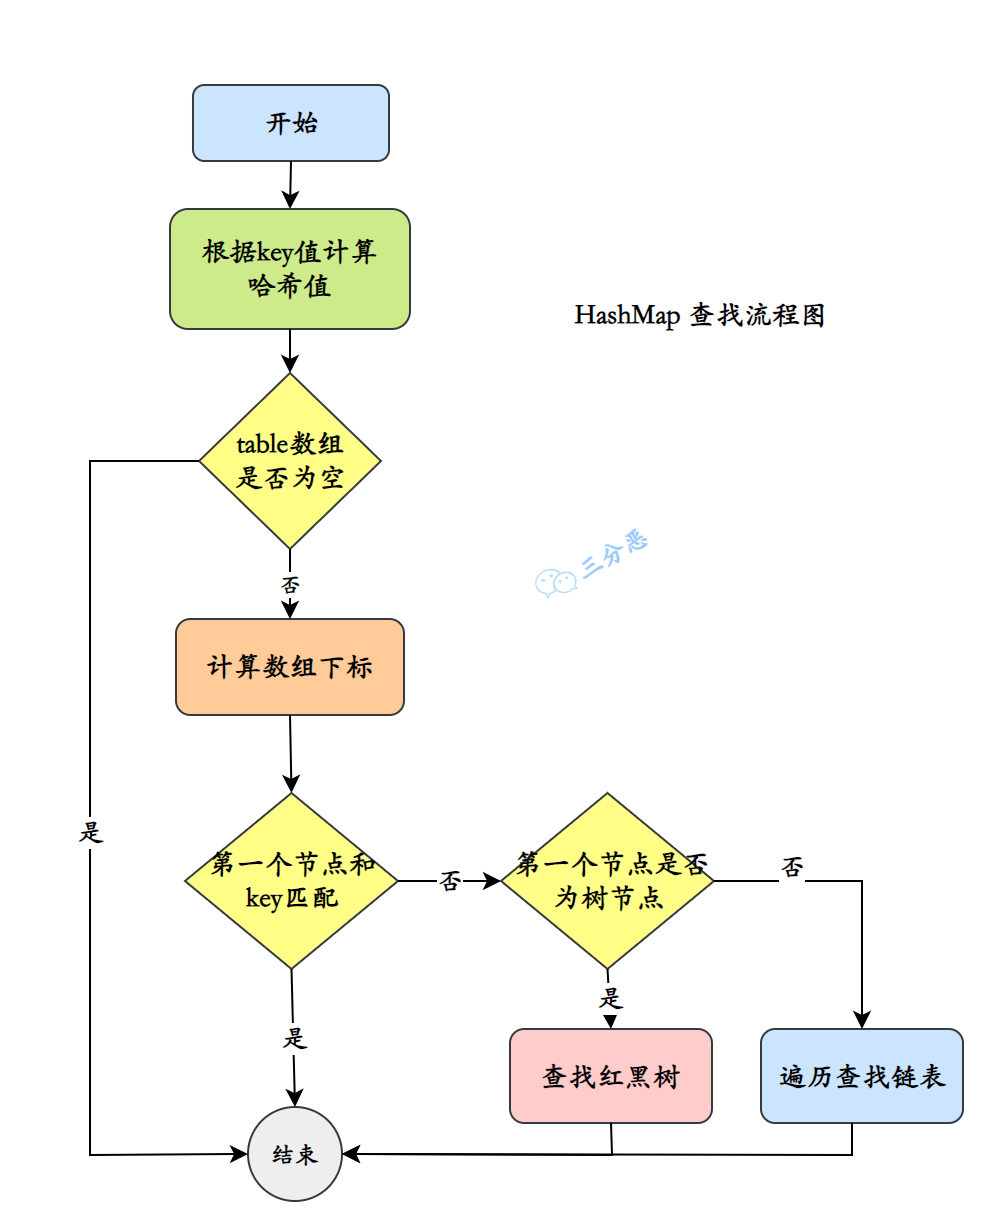 开始
根据key值计算
哈希值
HashMap 查找流程图
table数组
是否为空
三分恶
否
计算数组下标
是
第一个节点和
key匹配
否
第一个节点是否
为树节点
否
是
是
查找红黑树
遍历查找链表
结束